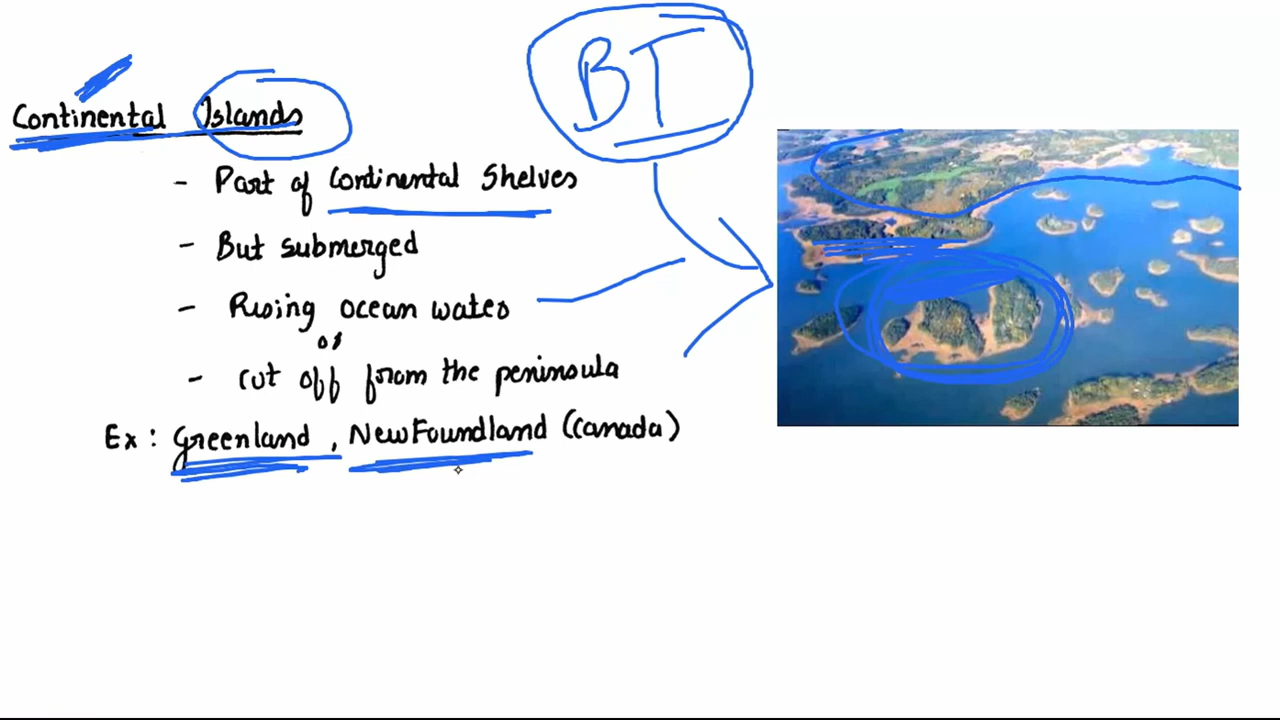 BT
Continental Islands
- Part of Continental Shelves
- But submerged
- Rising ocean waters
or
- cut off from the peninsula
Ex: Greenland, NewFoundland (Canada)